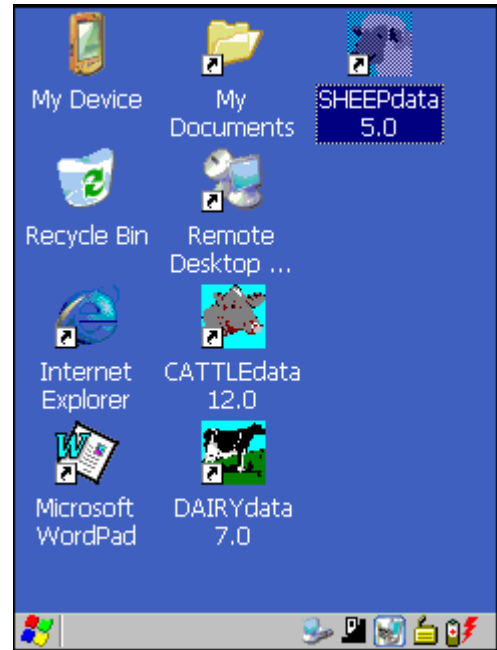 My Device
My
Documents
SHEEPdata
5.0
Recycle Bin
Remote
Desktop ...
Internet
Explorer
CATTLEdata
12.0
Microsoft
WordPad
DAIRYdata
7.0